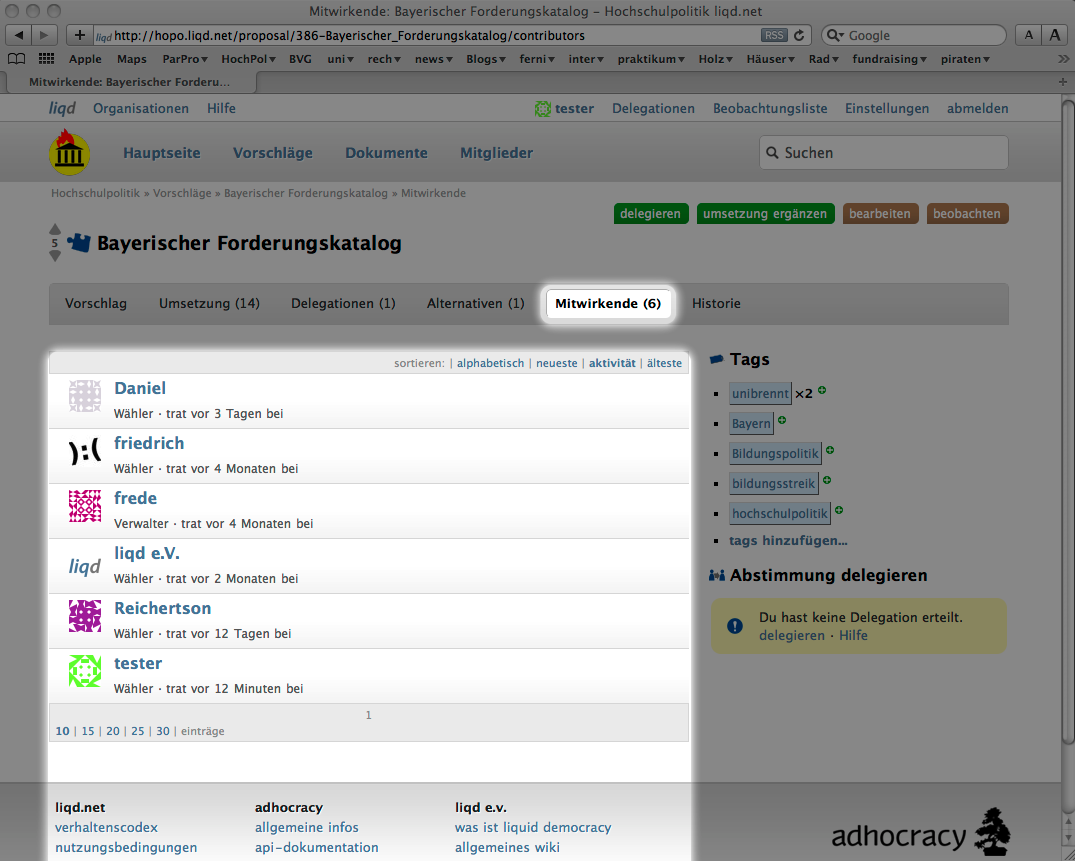 Mitwirkende: Bayerischer Forderungskatalog – Hochschulpolitik liqd.net
liqd http://hopo.liqd.net/proposal/386-Bayerischer_Forderungskatalog/contributors RSS Google A A
Apple Maps ParPro HochPol BVG uni rech news Blogs ferni inter praktikum Holz Häuser Rad fundraising piraten
Mitwirkende: Bayerischer Forderu...
liqd Organisationen Hilfe tester Delegationen Beobachtungsliste Einstellungen abmelden
Hauptseite Vorschläge Dokumente Mitglieder Suchen
Hochschulpolitik » Vorschläge » Bayerischer Forderungskatalog » Mitwirkende
delegieren umsetzung ergänzen bearbeiten beobachten
5 Bayerischer Forderungskatalog
Vorschlag Umsetzung (14) Delegationen (1) Alternativen (1) Mitwirkende (6) Historie
sortieren: | alphabetisch | neueste | aktivität | älteste
Daniel
Wähler · trat vor 3 Tagen bei
friedrich
):( 
Wähler · trat vor 4 Monaten bei
frede
Verwalter · trat vor 4 Monaten bei
liqd e.V.
liqd
Wähler · trat vor 2 Monaten bei
Reichertson
Wähler · trat vor 12 Tagen bei
tester
Wähler · trat vor 12 Minuten bei
1
10 | 15 | 20 | 25 | 30 | einträge
Tags
unibrennt ×2
Bayern
Bildungspolitik
bildungsstreik
hochschulpolitik
tags hinzufügen...
Abstimmung delegieren
Du hast keine Delegation erteilt.
delegieren · Hilfe
liqd.net adhocracy liqd e.v.
verhaltenscodex allgemeine infos was ist liquid democracy
nutzungsbedingungen api-dokumentation allgemeines wiki
adhocracy